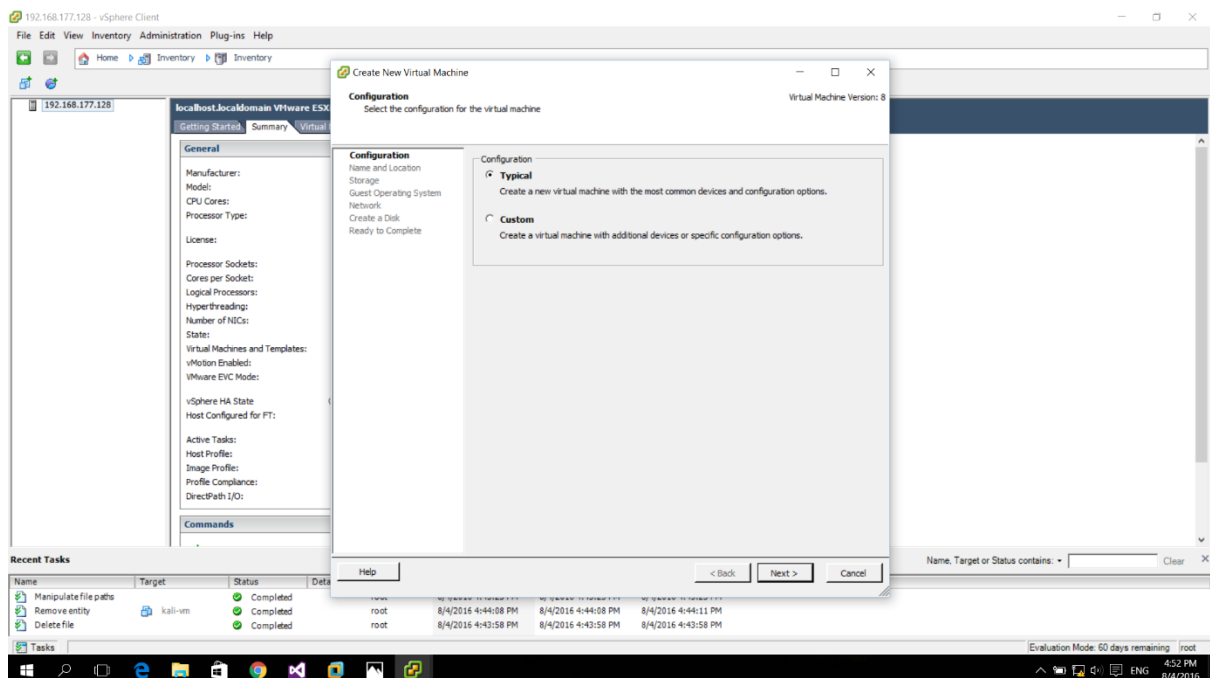 192.168.177.128 - vSphere Client
File Edit View Inventory Administration Plug-ins Help
Home Inventory Inventory
192.168.177.128
localhost.localdomain VMware ESX
Getting Started Summary Virtual
General
Manufacturer:
Model:
CPU Cores:
Processor Type:
License:
Processor Sockets:
Cores per Socket:
Logical Processors:
Hyperthreading:
Number of NICs:
State:
Virtual Machines and Templates:
vMotion Enabled:
VMware EVC Mode:
vSphere HA State
Host Configured for FT:
Active Tasks:
Host Profile:
Image Profile:
Profile Compliance:
DirectPath I/O:
Commands
Create New Virtual Machine
Configuration
Select the configuration for the virtual machine
Virtual Machine Version: 8
Configuration
Name and Location
Storage
Guest Operating System
Network
Create a Disk
Ready to Complete
Configuration
Typical
Create a new virtual machine with the most common devices and configuration options.
Custom
Create a virtual machine with additional devices or specific configuration options.
Help < Back Next > Cancel
Recent Tasks
Name, Target or Status contains: Clear
Name Target Status Deta
Manipulate file paths Completed
Remove entity kali-vm Completed root 8/4/2016 4:44:08 PM 8/4/2016 4:44:08 PM 8/4/2016 4:44:11 PM
Delete file Completed root 8/4/2016 4:43:58 PM 8/4/2016 4:43:58 PM 8/4/2016 4:43:58 PM
Tasks
Evaluation Mode: 60 days remaining root
ENG
4:52 PM
8/4/2016